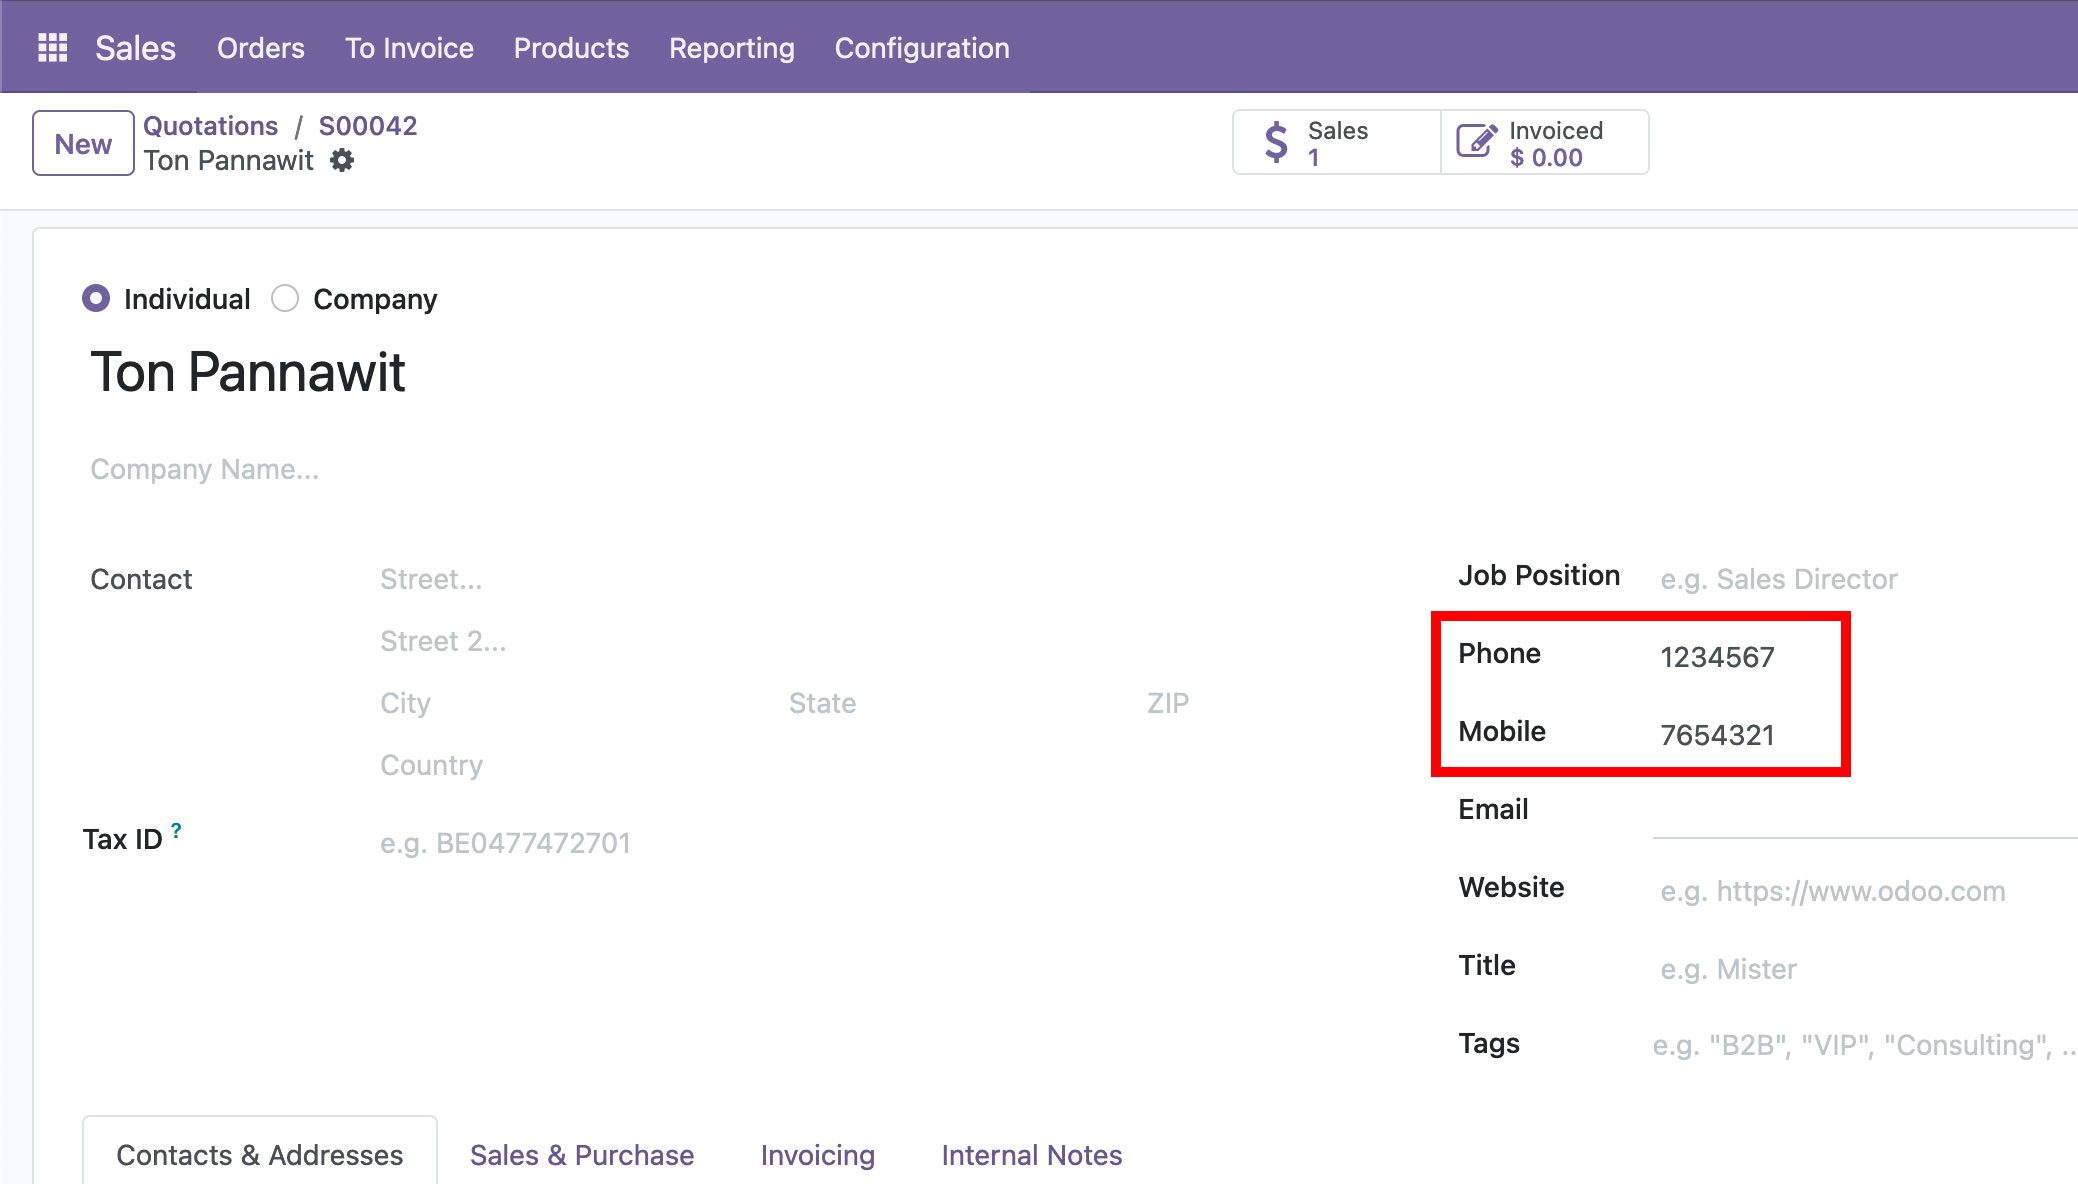 Sales Orders To Invoice Products Reporting Configuration
New
Quotations / S00042
Ton Pannawit
Sales
1
Invoiced
$ 0.00
Individual Company
Ton Pannawit
Company Name...
Contact
Street...
Street 2...
City State ZIP
Country
Tax ID ?
e.g. BE0477472701
Job Position e.g. Sales Director
Phone 1234567
Mobile 7654321
Email
Website e.g. https://www.odoo.com
Title e.g. Mister
Tags e.g. "B2B", "VIP", "Consulting", ..
Contacts & Addresses Sales & Purchase Invoicing Internal Notes